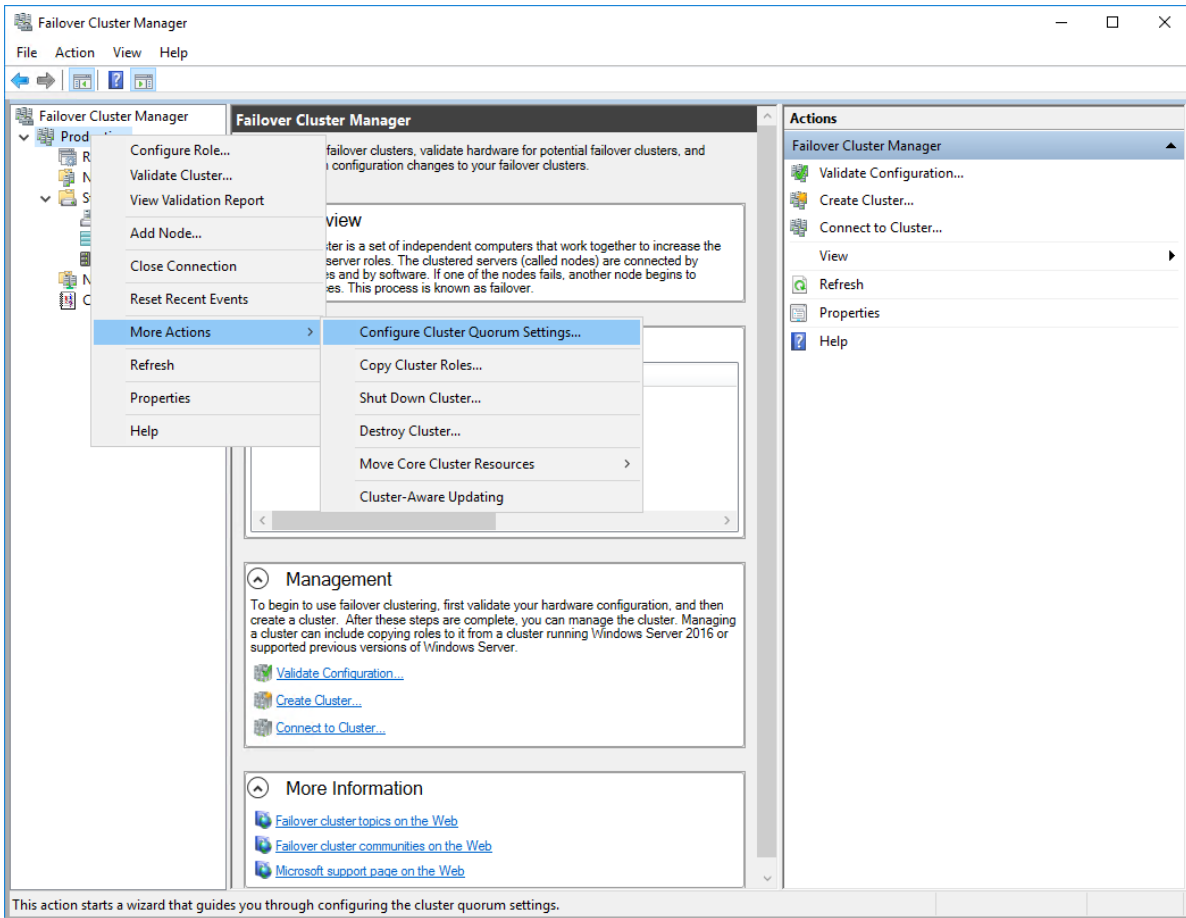 Failover Cluster Manager
File Action View Help
Failover Cluster Manager
Prod
R
N
S
N
C
Configure Role...
Validate Cluster...
View Validation Report
Add Node...
Close Connection
Reset Recent Events
More Actions
Refresh
Properties
Help
Configure Cluster Quorum Settings...
Copy Cluster Roles...
Shut Down Cluster...
Destroy Cluster...
Move Core Cluster Resources
Cluster-Aware Updating
Failover Cluster Manager
failover clusters, validate hardware for potential failover clusters, and
configuration changes to your failover clusters.
view
ter is a set of independent computers that work together to increase the
server roles. The clustered servers (called nodes) are connected by
es and by software. If one of the nodes fails, another node begins to
es. This process is known as failover.
Management
To begin to use failover clustering, first validate your hardware configuration, and then
create a cluster. After these steps are complete, you can manage the cluster. Managing
a cluster can include copying roles to it from a cluster running Windows Server 2016 or
supported previous versions of Windows Server.
Validate Configuration...
Create Cluster...
Connect to Cluster...
More Information
Failover cluster topics on the Web
Failover cluster communities on the Web
Microsoft support page on the Web
Actions
Failover Cluster Manager
Validate Configuration...
Create Cluster...
Connect to Cluster...
View
Refresh
Properties
Help
This action starts a wizard that guides you through configuring the cluster quorum settings.